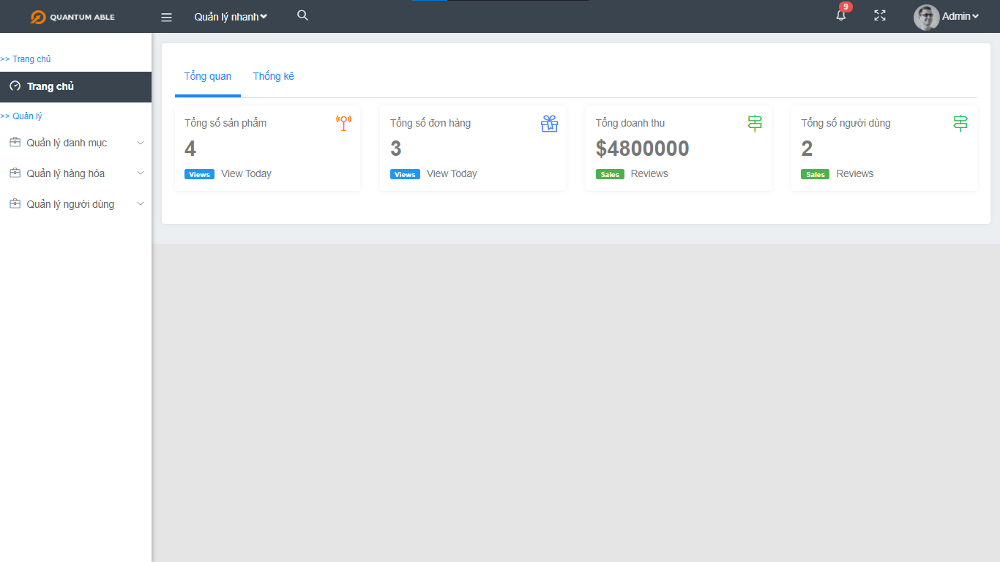 QUANTUM ABLE
Quản lý nhanh
9
Admin
>> Trang chủ
Trang chủ
>> Quản lý
Quản lý danh mục
Quản lý hàng hóa
Quản lý người dùng
Tổng quan
Thống kê
Tổng số sản phẩm
4
Views View Today
Tổng số đơn hàng
3
Views View Today
Tổng doanh thu
$4800000
Sales Reviews
Tổng số người dùng
2
Sales Reviews